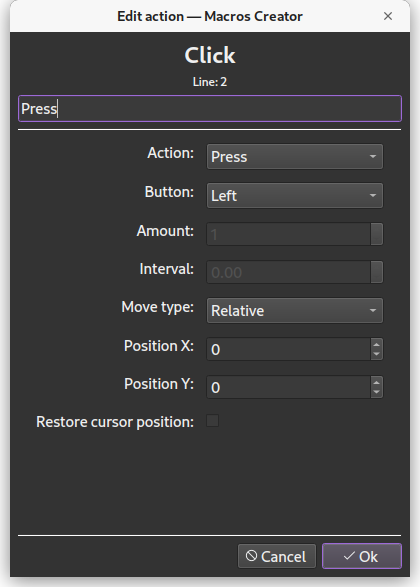 Edit action — Macros Creator
Click
Line: 2
Press
Action: Press
Button: Left
Amount: 1
Interval: 0.00
Move type: Relative
Position X: 0
Position Y: 0
Restore cursor position:
Cancel Ok